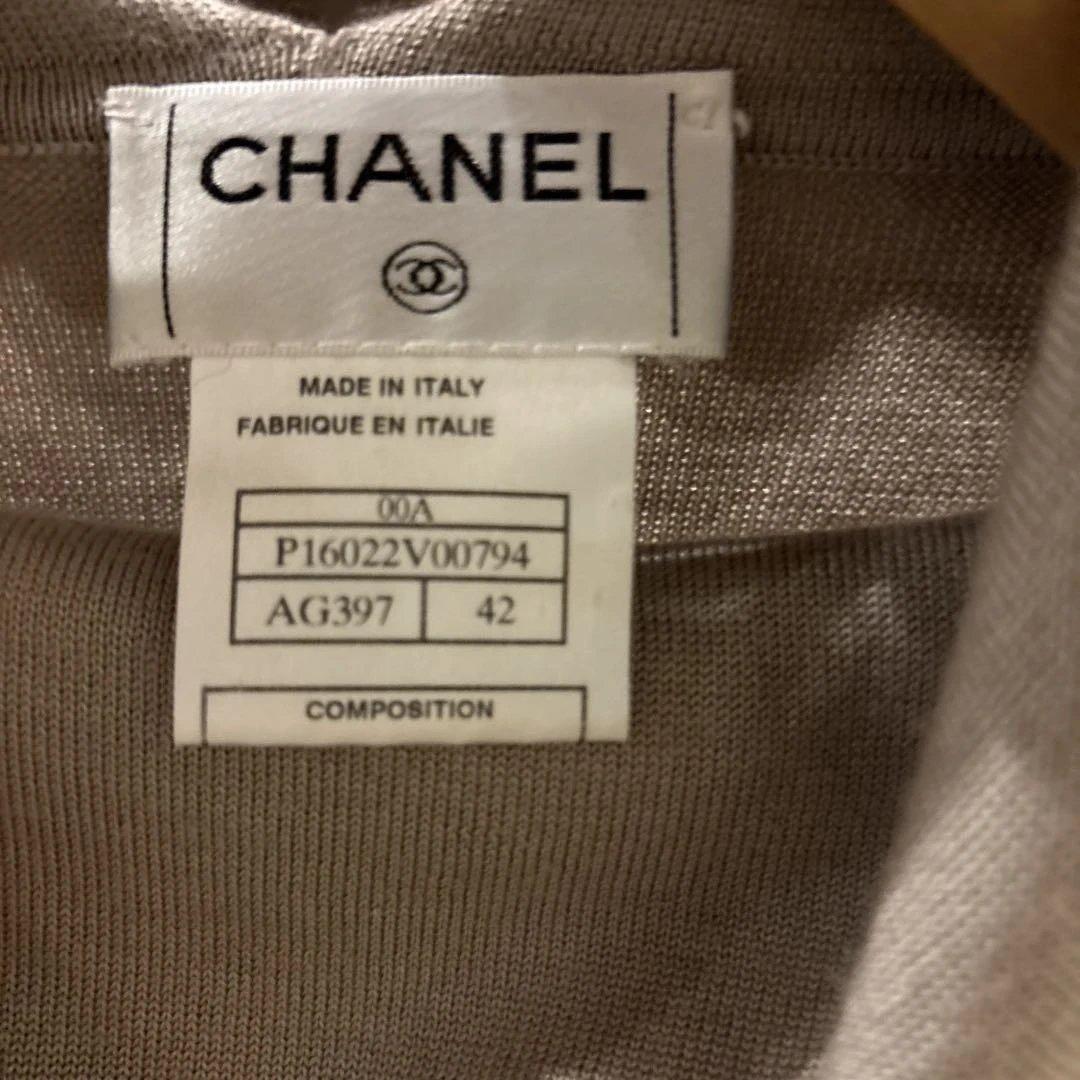 CHANEL
MADE IN ITALY
FABRIQUE EN ITALIE
00A
P16022V00794
AG397 42
COMPOSITION